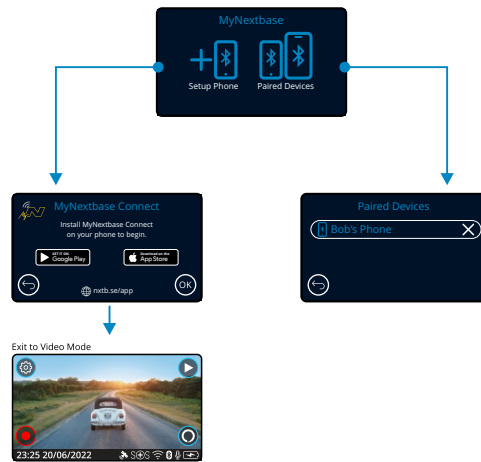 MyNextbase
Setup Phone
Paired Devices
MyNextbase Connect
Install MyNextbase Connect
on your phone to begin.
GET IT ON
Google Play
Download on the
App Store
OK
nxtb.se/app
Paired Devices
Bob's Phone
Exit to Video Mode
23:25 20/06/2022
SOS